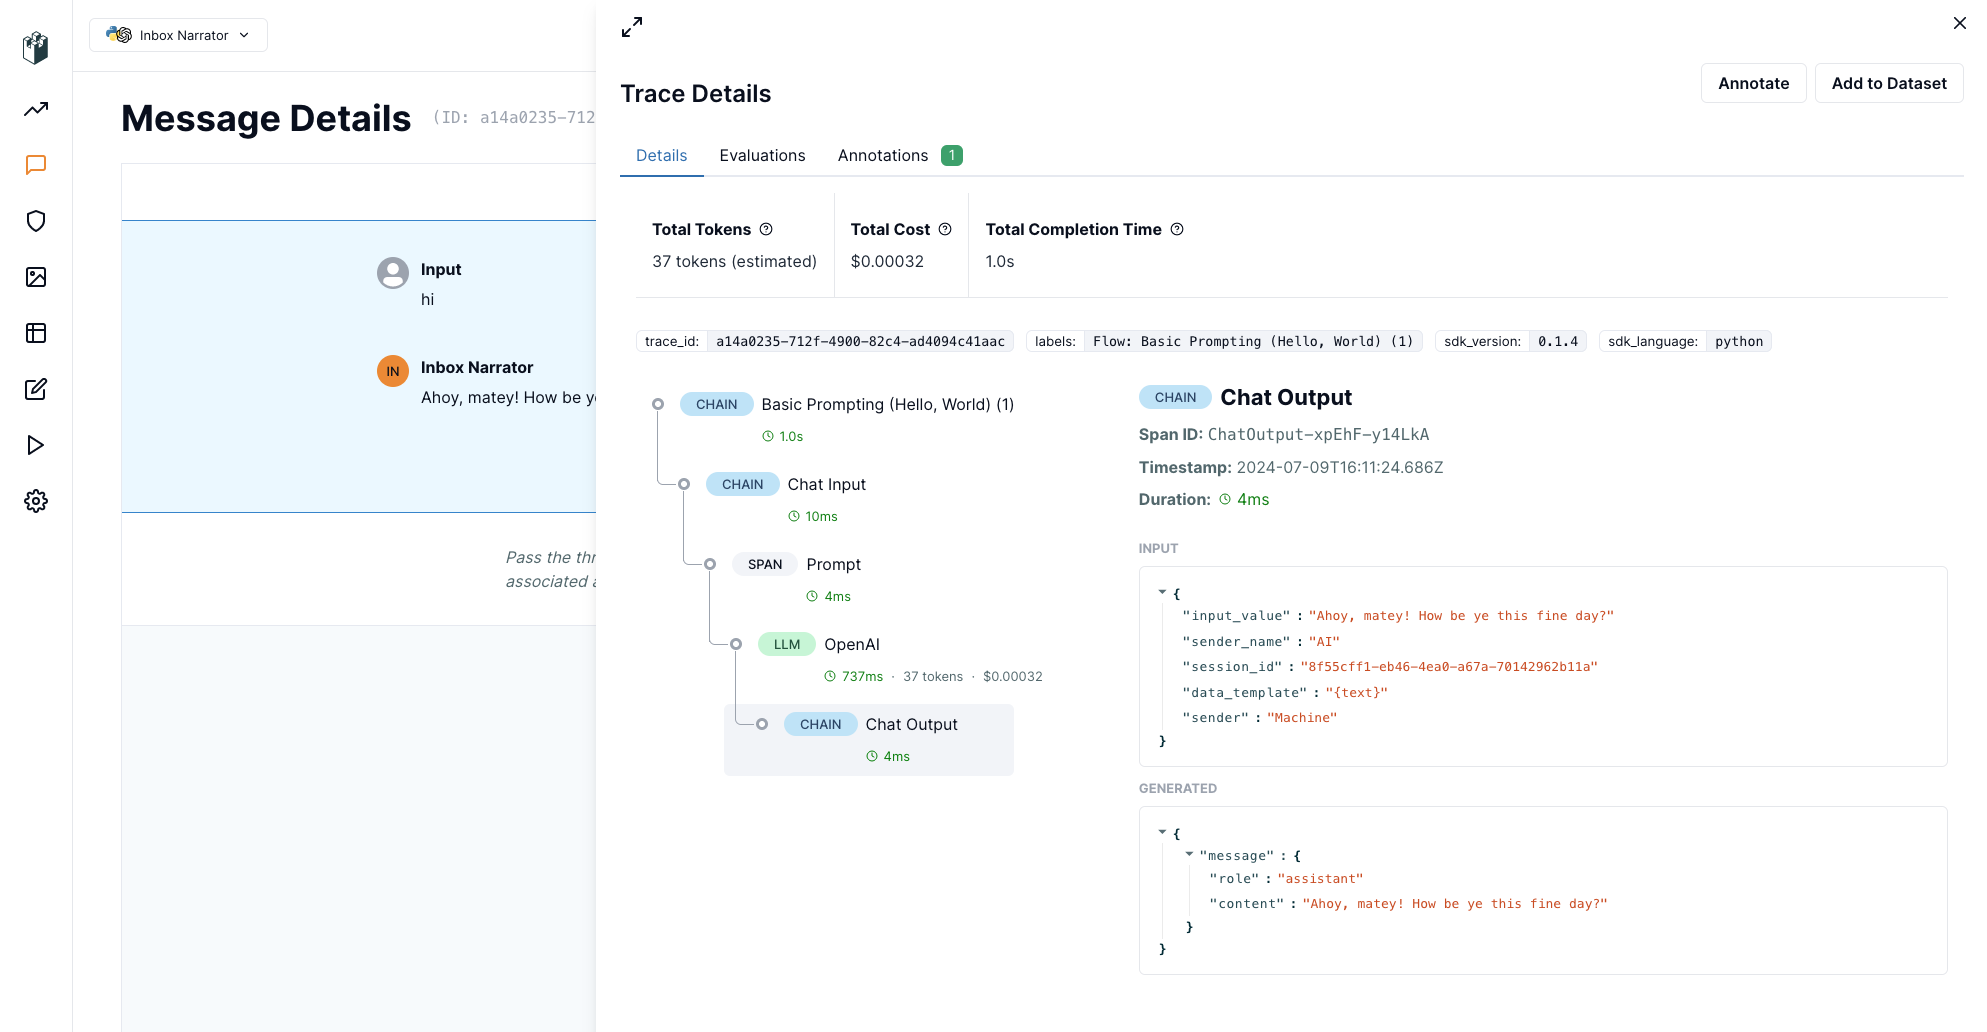 Inbox Narrator
Message Details (ID: a14a0235-712
Input
hi
IN
Inbox Narrator
Ahoy, matey! How be ye
Pass the thr
associated a
Trace Details
Annotate
Add to Dataset
Details
Evaluations
Annotations 1
Total Tokens
37 tokens (estimated)
Total Cost
$0.00032
Total Completion Time
1.0s
trace_id: a14a0235-712f-4900-82c4-ad4094c41aac
labels: Flow: Basic Prompting (Hello, World) (1)
sdk_version: 0.1.4
sdk_language: python
CHAIN Basic Prompting (Hello, World) (1)
1.0s
CHAIN Chat Input
10ms
SPAN Prompt
4ms
LLM OpenAI
737ms · 37 tokens · $0.00032
CHAIN Chat Output
4ms
CHAIN Chat Output
Span ID: ChatOutput-xpEhF-y14LkA
Timestamp: 2024-07-09T16:11:24.686Z
Duration: 4ms
INPUT
{
"input_value" : "Ahoy, matey! How be ye this fine day?"
"sender_name" : "AI"
"session_id" : "8f55cff1-eb46-4ea0-a67a-70142962b11a"
"data_template" : "{text}"
"sender" : "Machine"
}
GENERATED
{
"message" : {
"role" : "assistant"
"content" : "Ahoy, matey! How be ye this fine day?"
}
}